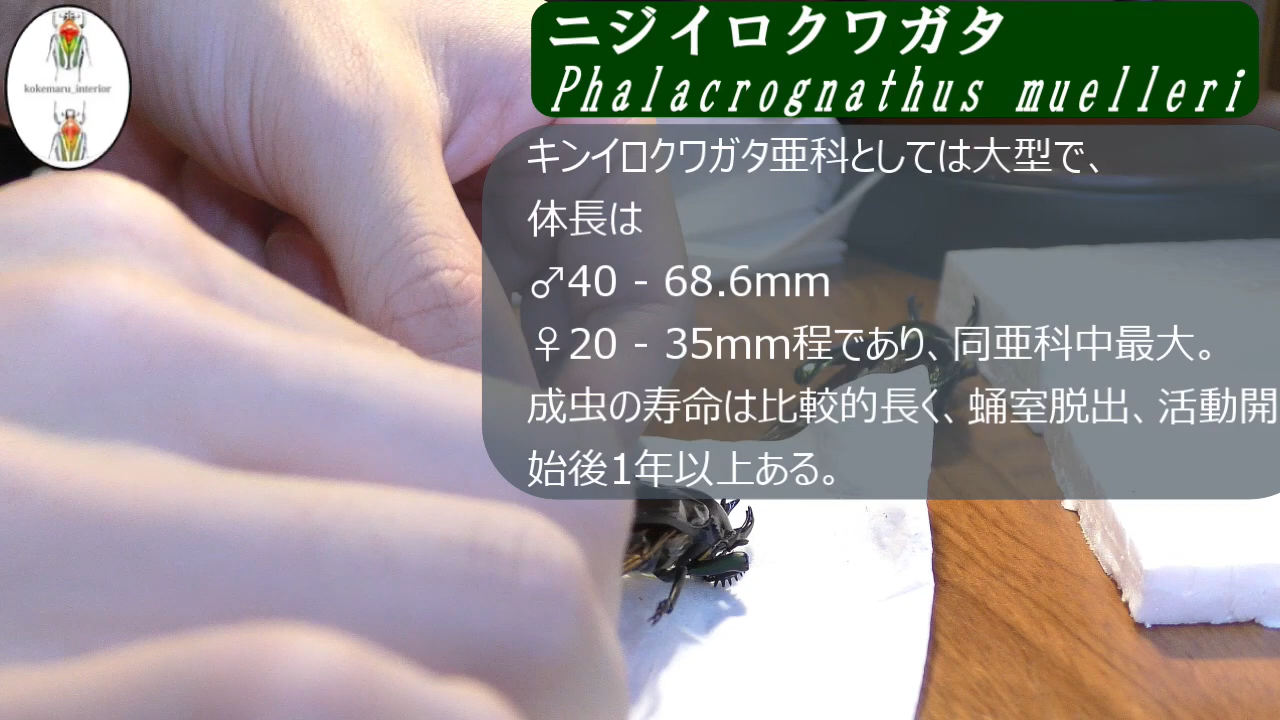 kokemaru_interior
ニジイロクワガタ
Phalacrognathus muelleri
キンイロクワガタ亜科としては大型で、
体長は
♂40 - 68.6mm
♀20 - 35mm程であり、同亜科中最大。
成虫の寿命は比較的長く、蛹室脱出、活動開
始後1年以上ある。